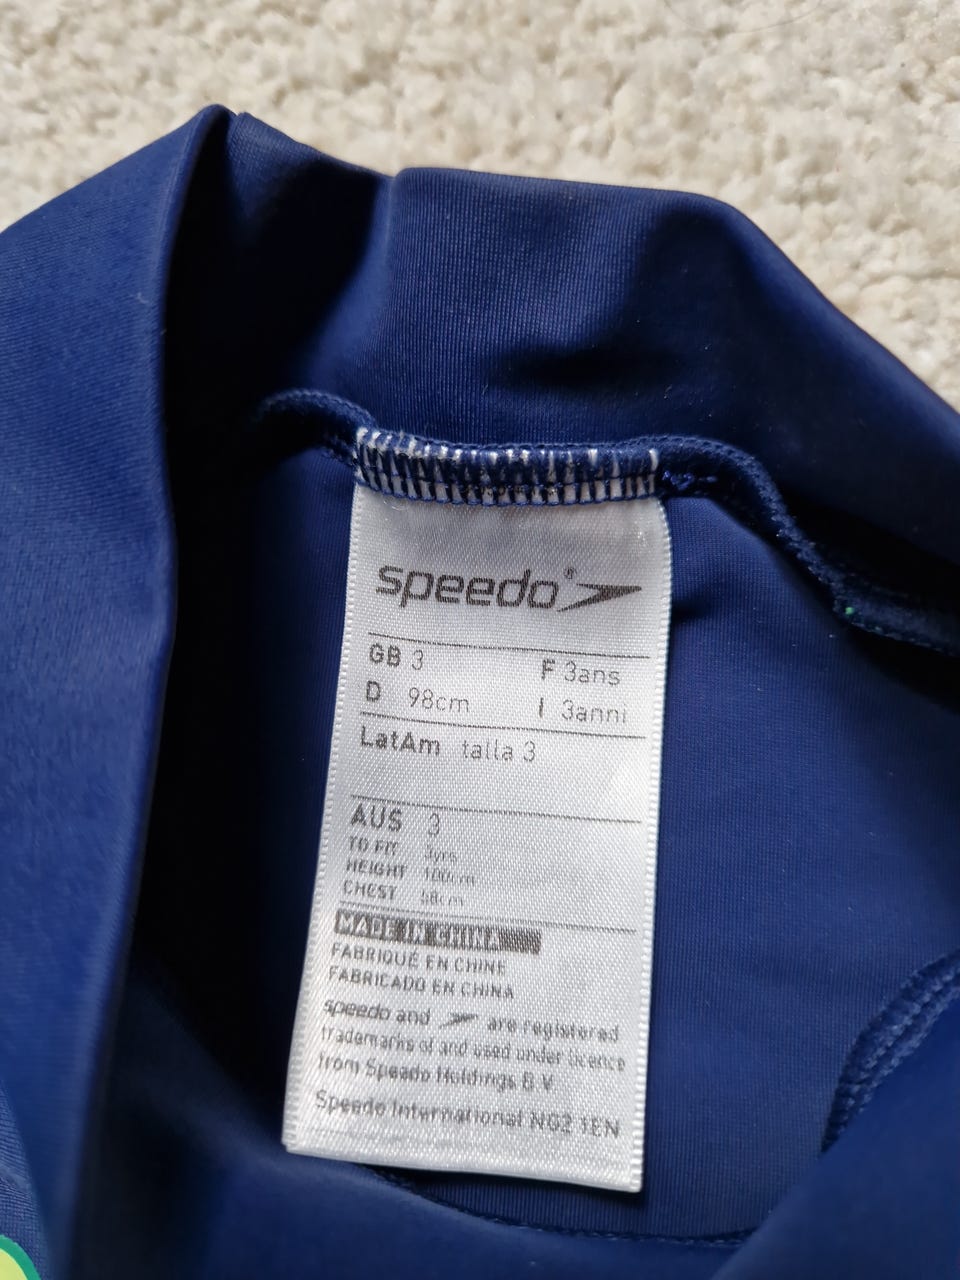 speedo®
GB 3 F 3ans
D 98cm I 3anni
LatAm talla 3
AUS 3
TO FIT 3yrs
HEIGHT 100cm
CHEST 58cm
MADE IN CHINA
FABRIQUÉ EN CHINE
FABRICADO EN CHINA
speedo and are registered
trademarks of and used under licence
from Speedo Holdings B V
Speedo International NG2 1EN